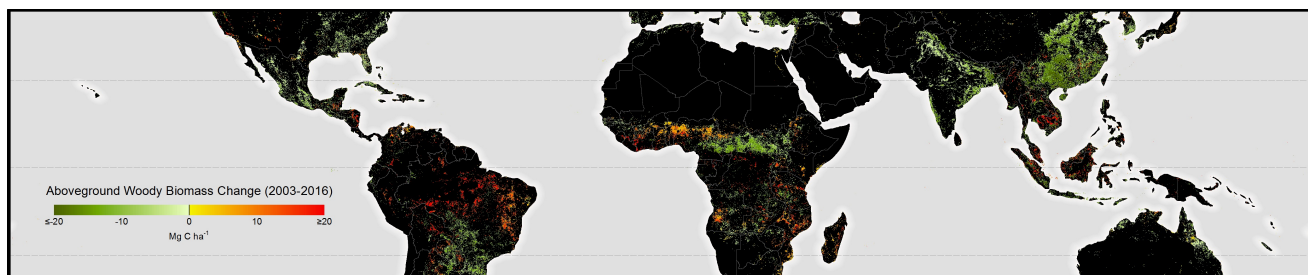 Aboveground Woody Biomass Change (2003-2016)
≤-20 -10 0 10 ≥20
Mg C ha⁻¹